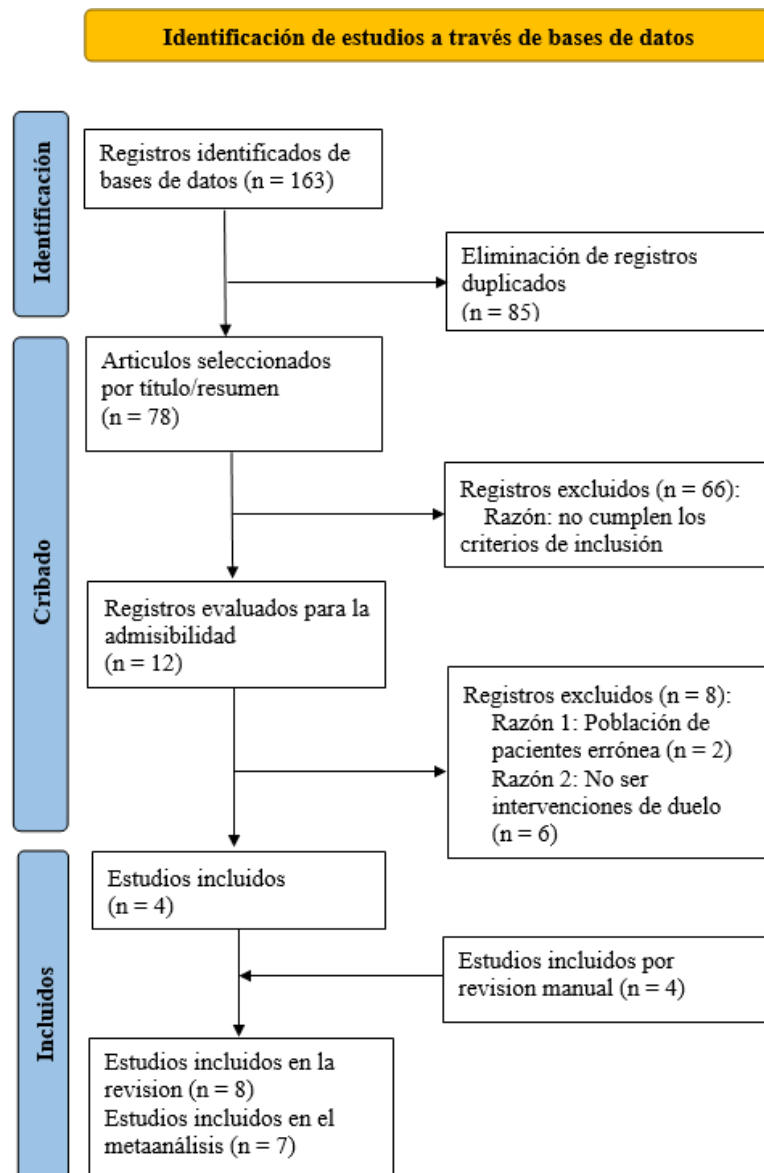 Identificación de estudios a través de bases de datos
Identificación
Registros identificados de
bases de datos (n = 163)
Eliminación de registros
duplicados
(n = 85)
Cribado
Articulos seleccionados
por título/resumen
(n = 78)
Registros excluidos (n = 66):
Razón: no cumplen los
criterios de inclusión
Registros evaluados para la
admisibilidad
(n = 12)
Registros excluidos (n = 8):
Razón 1: Población de
pacientes errónea (n = 2)
Razón 2: No ser
intervenciones de duelo
(n = 6)
Incluidos
Estudios incluidos
(n = 4)
Estudios incluidos por
revision manual (n = 4)
Estudios incluidos en la
revision (n = 8)
Estudios incluidos en el
metaanálisis (n = 7)